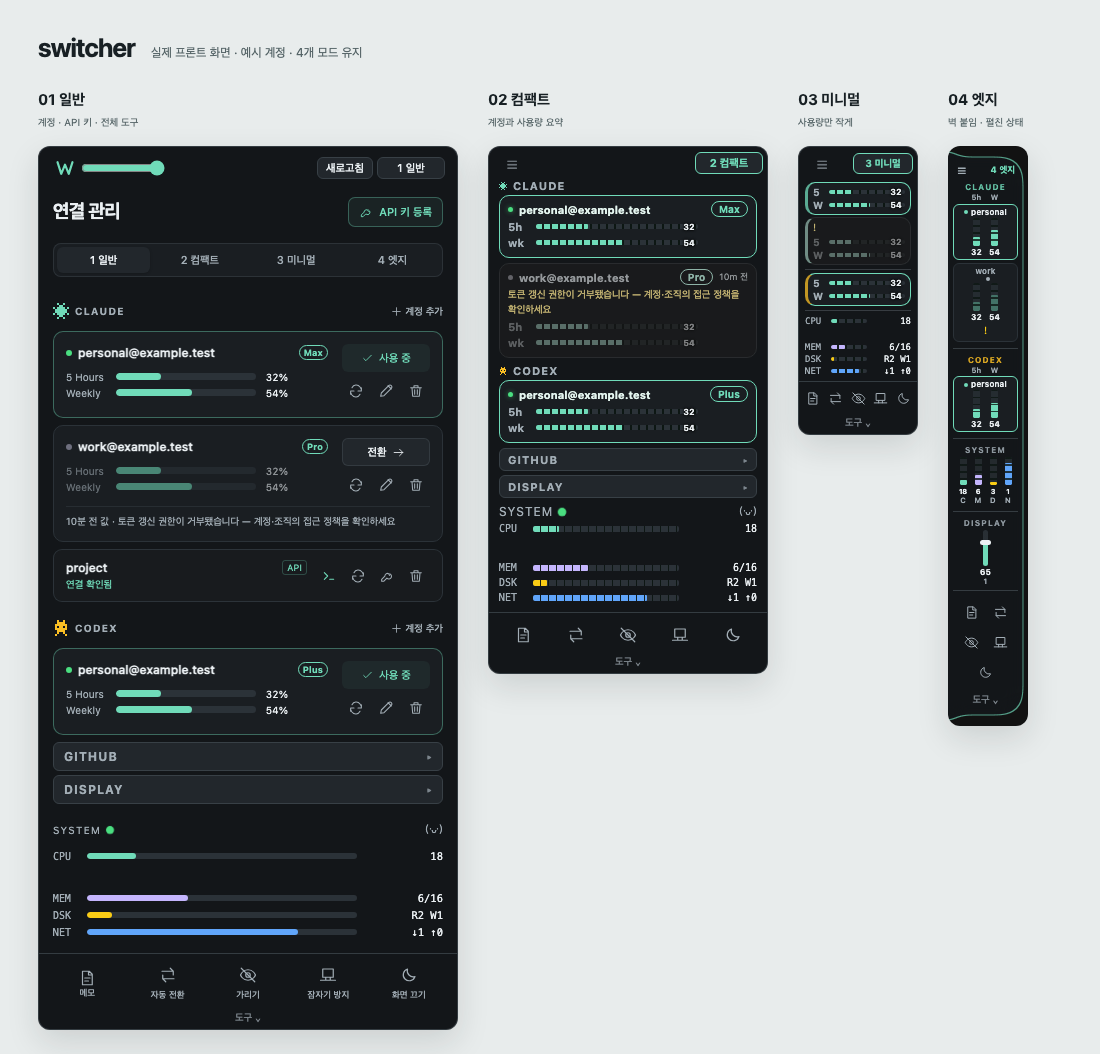 switcher 실제 프론트 화면 · 예시 계정 · 4개 모드 유지
01 일반
계정 · API 키 · 전체 도구
W 새로고침 1 일반
연결 관리 API 키 등록
1 일반 2 컴팩트 3 미니멀 4 엣지
CLAUDE + 계정 추가
personal@example.test Max ✓ 사용 중
5 Hours 32%
Weekly 54%
work@example.test Pro 전환 →
5 Hours 32%
Weekly 54%
10분 전 값 · 토큰 갱신 권한이 거부됐습니다 — 계정·조직의 접근 정책을 확인하세요
project API
연결 확인됨
CODEX + 계정 추가
personal@example.test Plus ✓ 사용 중
5 Hours 32%
Weekly 54%
GITHUB
DISPLAY
SYSTEM
CPU 18
MEM 6/16
DSK R2 W1
NET ↓1 ↑0
메모 자동 전환 가리기 잠자기 방지 화면 끄기
도구
02 컴팩트
계정과 사용량 요약
2 컴팩트
CLAUDE
personal@example.test Max
5h 32
wk 54
work@example.test Pro 10m 전
토큰 갱신 권한이 거부됐습니다 — 계정·조직의 접근 정책을
확인하세요
5h 32
wk 54
CODEX
personal@example.test Plus
5h 32
wk 54
GITHUB
DISPLAY
SYSTEM
CPU 18
MEM 6/16
DSK R2 W1
NET ↓1 ↑0
도구
03 미니멀
사용량만 작게
3 미니멀
5 32
W 54
!
5 32
W 54
5 32
W 54
CPU 18
MEM 6/16
DSK R2 W1
NET ↓1 ↑0
도구
04 엣지
벽 붙임 · 펼친 상태
4 엣지
CLAUDE
5h W
personal
32 54
work
32 54
!
CODEX
5h W
personal
32 54
SYSTEM
18 6 3 1
C M D N
DISPLAY
65
1
도구